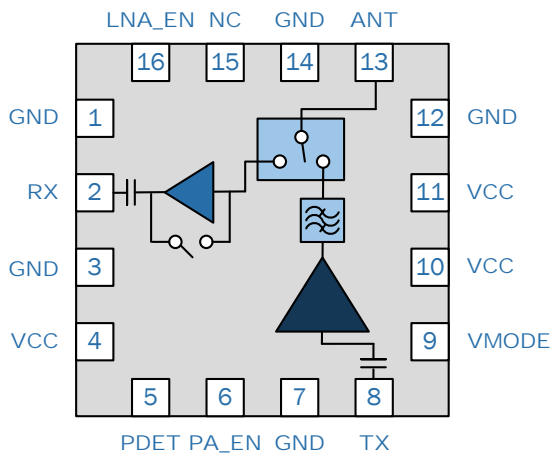 LNA_EN NC GND ANT
16 15 14 13
GND 1 12 GND
RX 2 11 VCC
GND 3 10 VCC
VCC 4 9 VMODE
5 6 7 8
PDET PA_EN GND TX